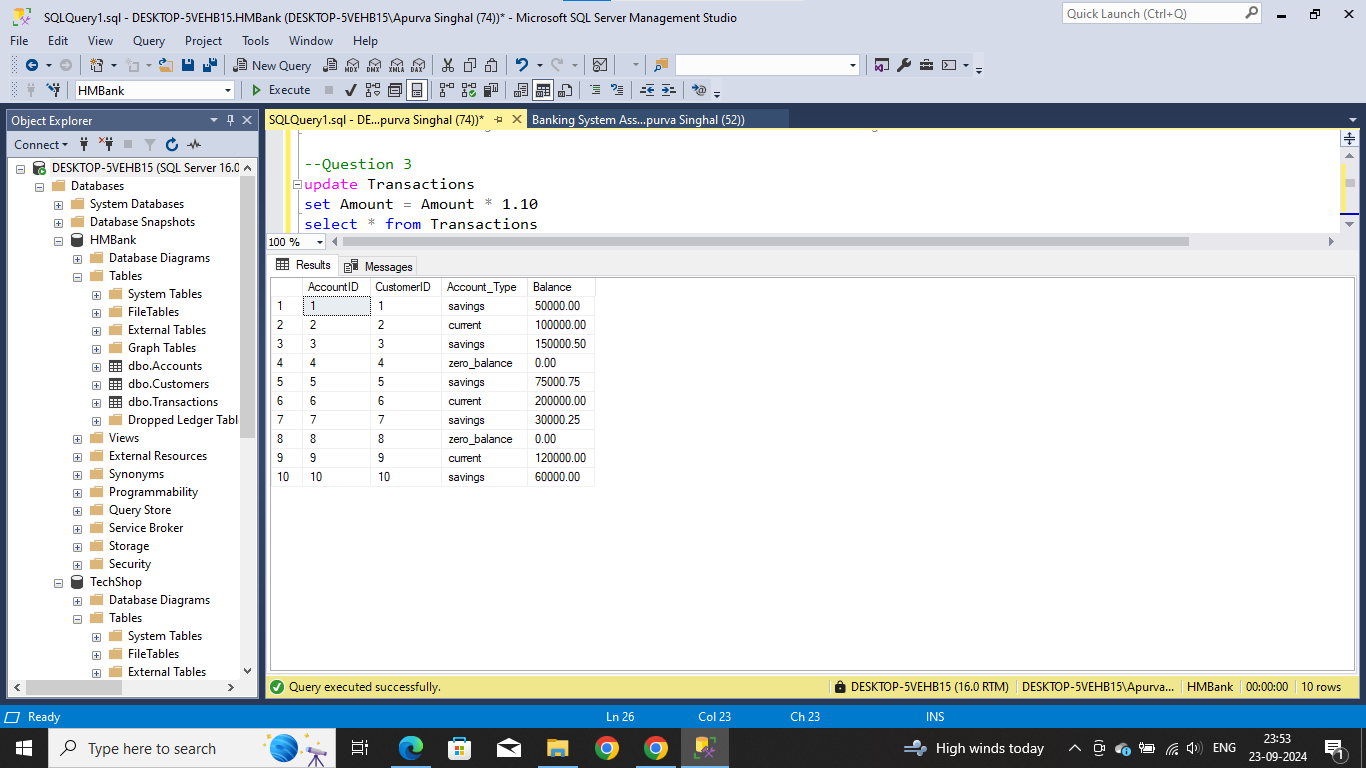 SQLQuery1.sql - DESKTOP-5VEHB15.HMBank (DESKTOP-5VEHB15\Apurva Singhal (74))* - Microsoft SQL Server Management Studio
Quick Launch (Ctrl+Q)
File Edit View Query Project Tools Window Help
New Query MDX DMX XMLA DAX
HMBank Execute
Object Explorer
SQLQuery1.sql - DE...purva Singhal (74))* Banking System Ass...purva Singhal (52))
Connect
DESKTOP-5VEHB15 (SQL Server 16.0
Databases
System Databases
Database Snapshots
HMBank
Database Diagrams
Tables
System Tables
FileTables
External Tables
Graph Tables
dbo.Accounts
dbo.Customers
dbo.Transactions
Dropped Ledger Tabl
Views
External Resources
Synonyms
Programmability
Query Store
Service Broker
Storage
Security
TechShop
Database Diagrams
Tables
System Tables
FileTables
External Tables
--Question 3
update Transactions
set Amount = Amount * 1.10
select * from Transactions
100 %
Results Messages
AccountID CustomerID Account_Type Balance
1 1 1 savings 50000.00
2 2 2 current 100000.00
3 3 3 savings 150000.50
4 4 4 zero_balance 0.00
5 5 5 savings 75000.75
6 6 6 current 200000.00
7 7 7 savings 30000.25
8 8 8 zero_balance 0.00
9 9 9 current 120000.00
10 10 10 savings 60000.00
Query executed successfully. DESKTOP-5VEHB15 (16.0 RTM) DESKTOP-5VEHB15\Apurva... HMBank 00:00:00 10 rows
Ready Ln 26 Col 23 Ch 23 INS
Type here to search High winds today ENG 23:53
23-09-2024 1